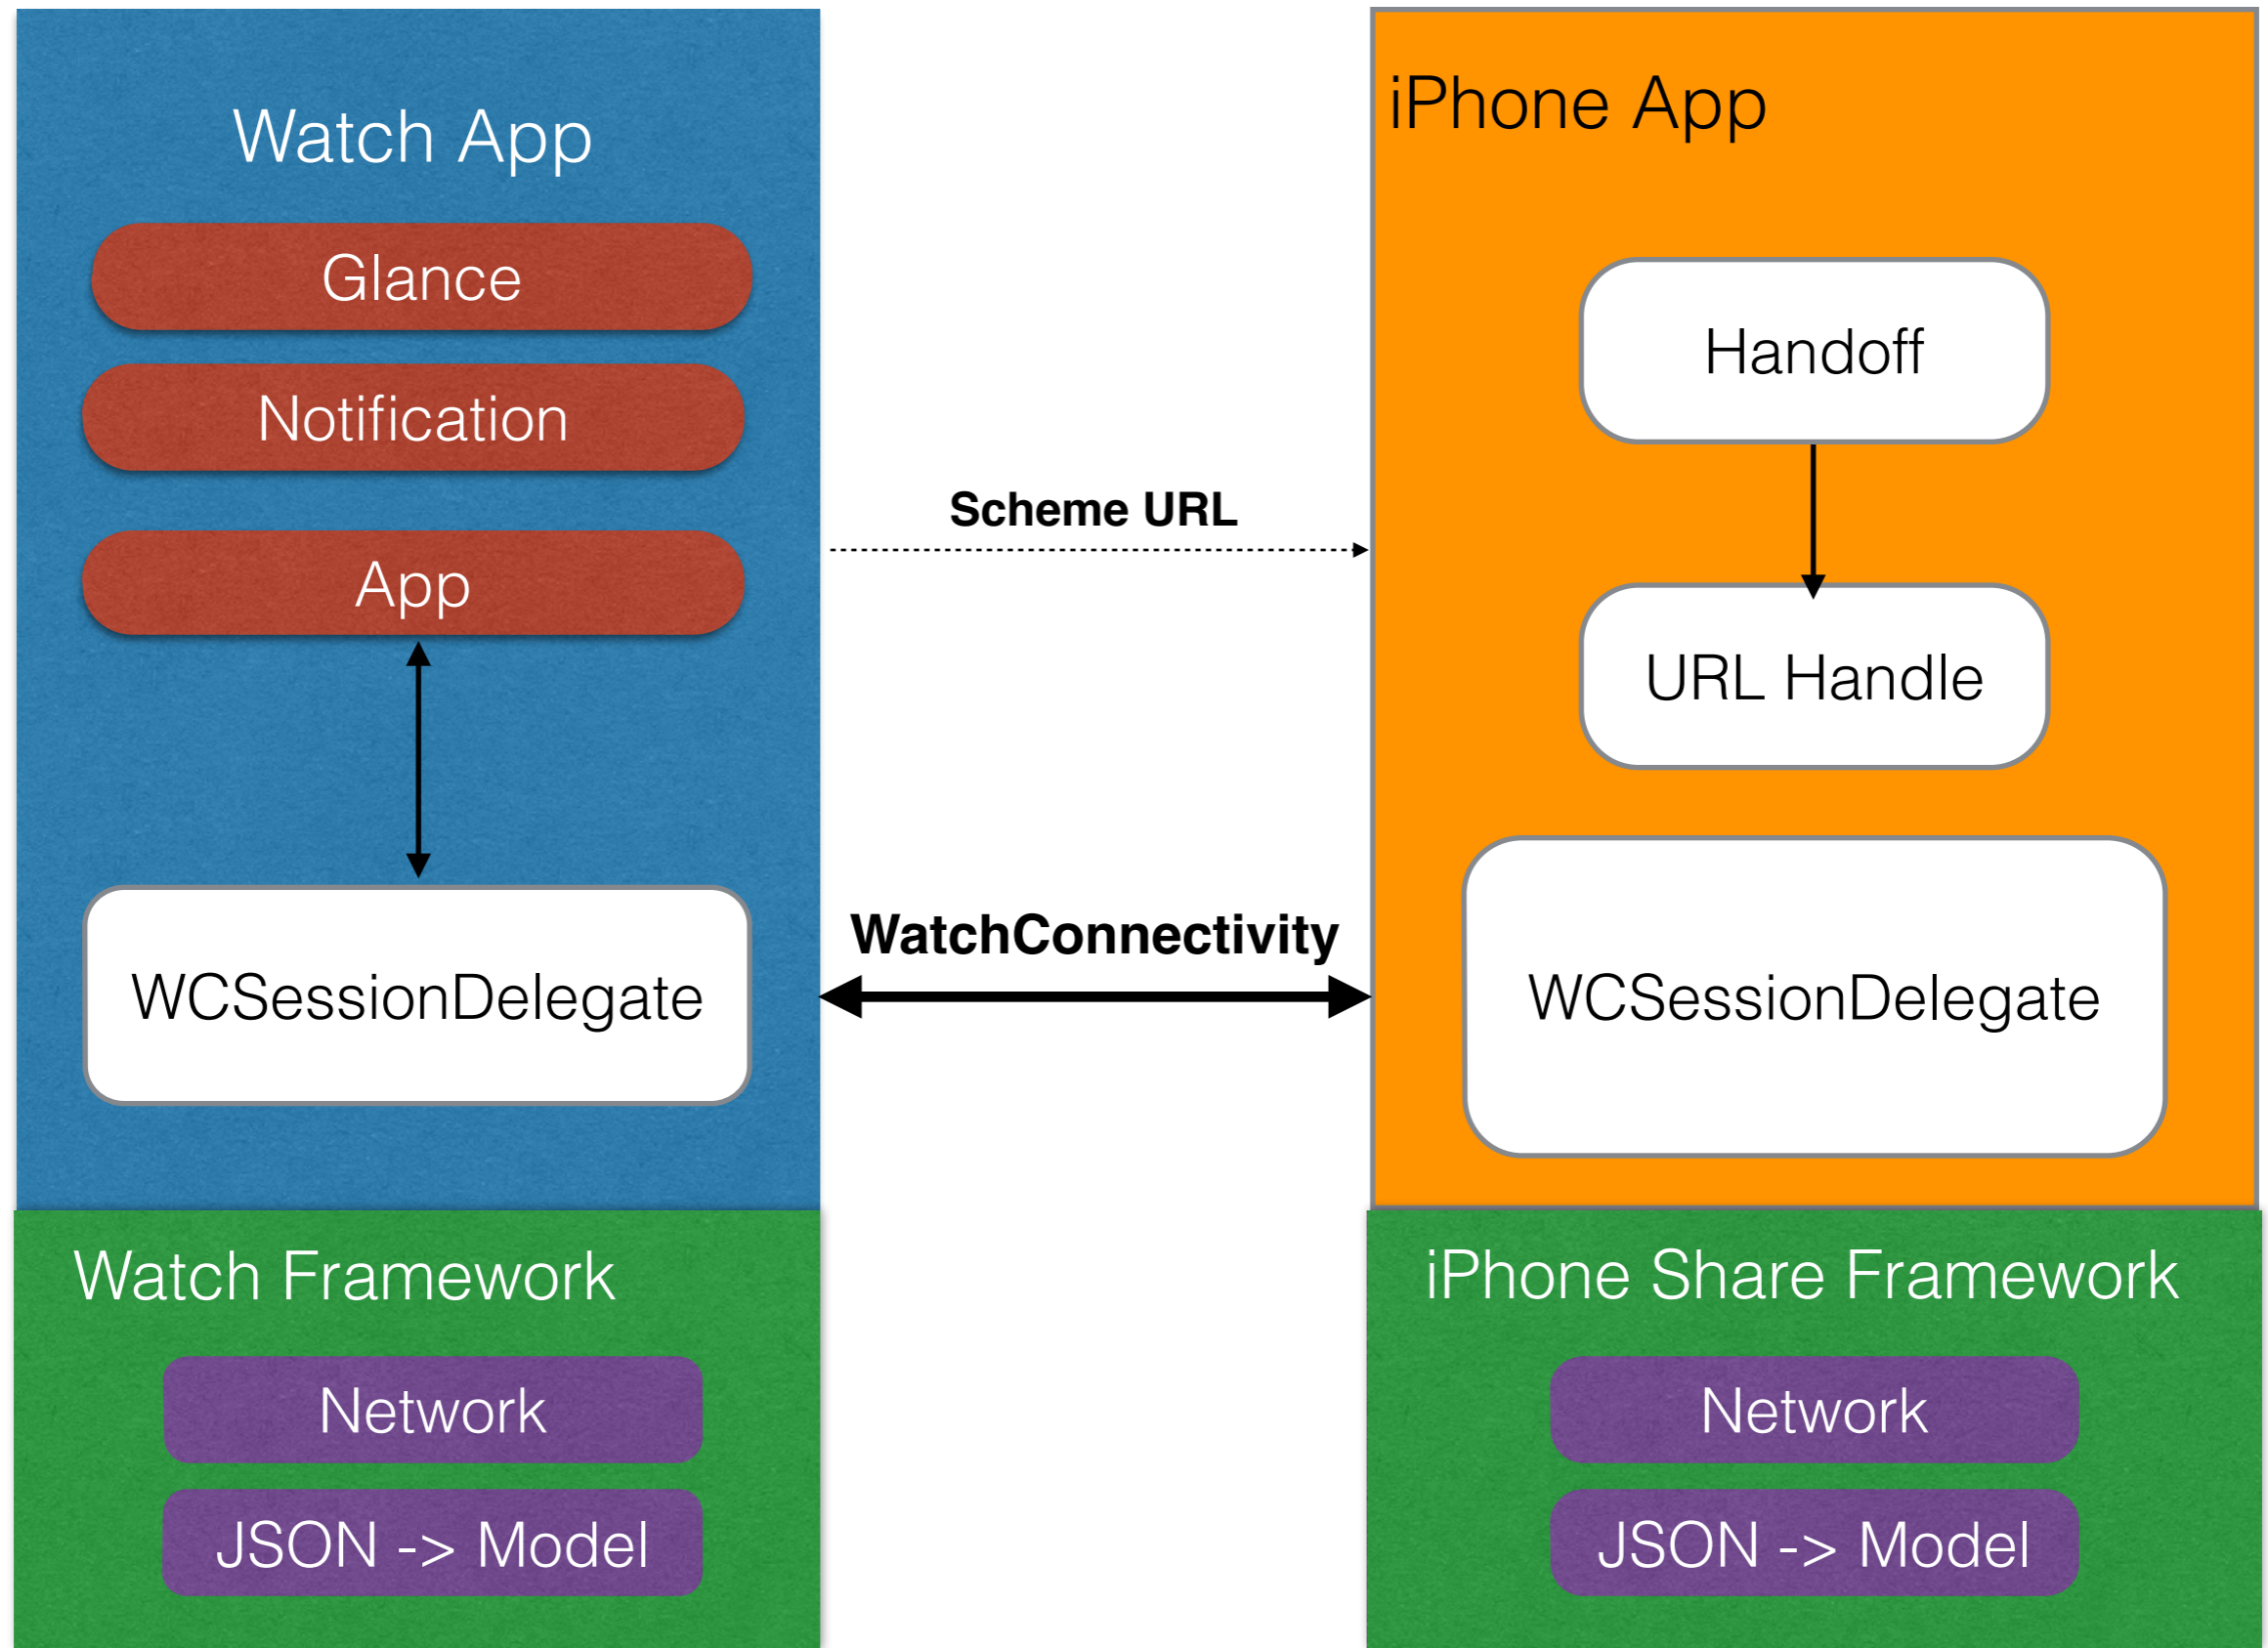 Watch App
Glance
Notification
App
WCSessionDelegate
Watch Framework
Network
JSON -> Model
Scheme URL
WatchConnectivity
iPhone App
Handoff
URL Handle
WCSessionDelegate
iPhone Share Framework
Network
JSON -> Model